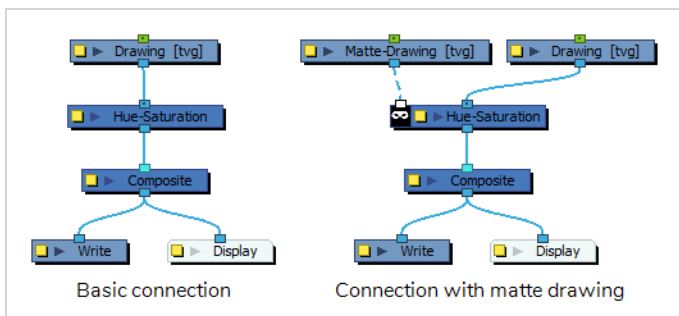 Drawing [tvg]
Matte-Drawing [tvg]
Drawing [tvg]
Hue-Saturation
Hue-Saturation
Composite
Composite
Write
Display
Write
Display
Basic connection
Connection with matte drawing